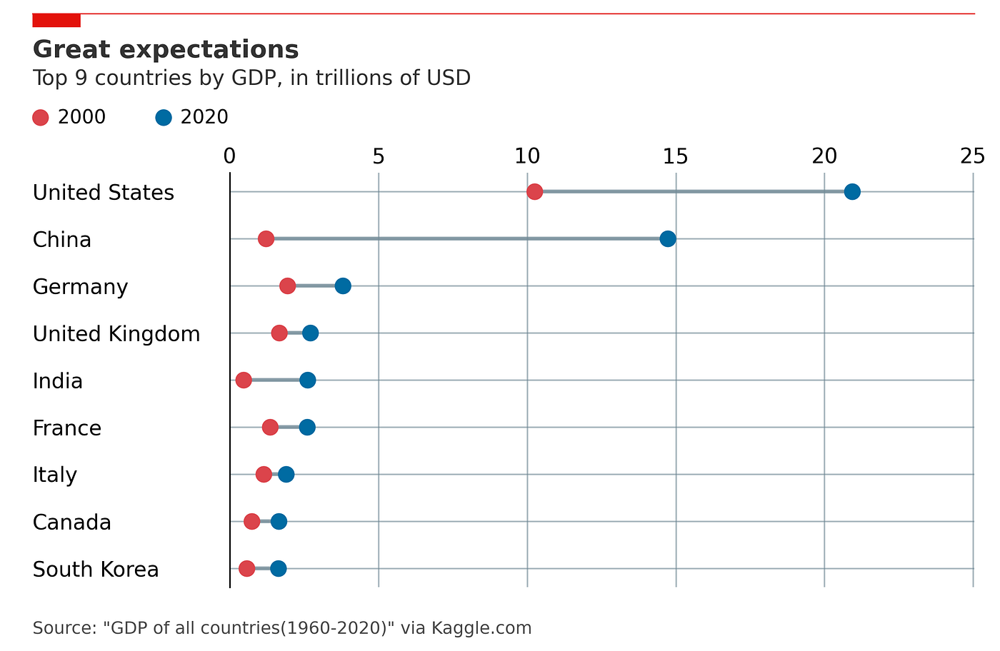 Great expectations
Top 9 countries by GDP, in trillions of USD
2000 2020
0 5 10 15 20 25
United States
China
Germany
United Kingdom
India
France
Italy
Canada
South Korea
Source: "GDP of all countries(1960-2020)" via Kaggle.com